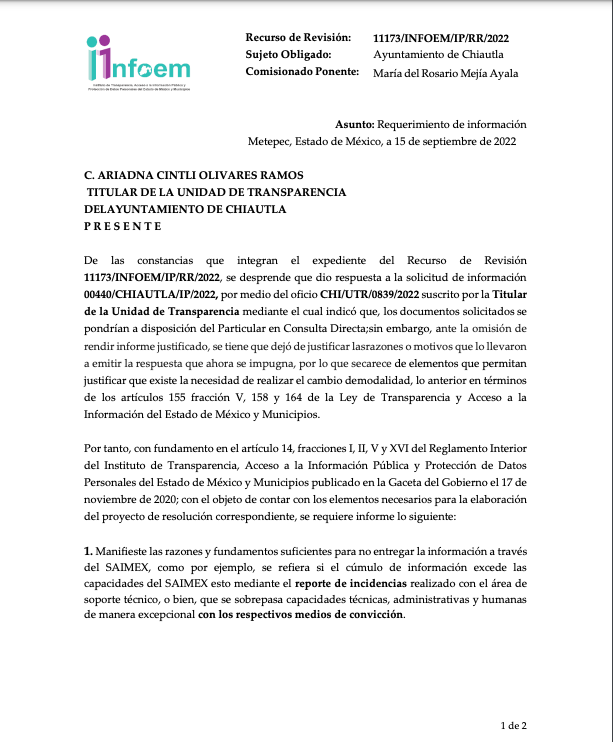 infoem
Instituto de Transparencia, Acceso a la Información Pública y
Protección de Datos Personales del Estado de México y Municipios
Recurso de Revisión: 11173/INFOEM/IP/RR/2022
Sujeto Obligado: Ayuntamiento de Chiautla
Comisionado Ponente: María del Rosario Mejía Ayala
Asunto: Requerimiento de información
Metepec, Estado de México, a 15 de septiembre de 2022
C. ARIADNA CINTLI OLIVARES RAMOS
TITULAR DE LA UNIDAD DE TRANSPARENCIA
DELAYUNTAMIENTO DE CHIAUTLA
P R E S E N T E
De las constancias que integran el expediente del Recurso de Revisión
11173/INFOEM/IP/RR/2022, se desprende que dio respuesta a la solicitud de información
00440/CHIAUTLA/IP/2022, por medio del oficio CHI/UTR/0839/2022 suscrito por la Titular
de la Unidad de Transparencia mediante el cual indicó que, los documentos solicitados se
pondrían a disposición del Particular en Consulta Directa;sin embargo, ante la omisión de
rendir informe justificado, se tiene que dejó de justificar lasrazones o motivos que lo llevaron
a emitir la respuesta que ahora se impugna, por lo que secarece de elementos que permitan
justificar que existe la necesidad de realizar el cambio demodalidad, lo anterior en términos
de los artículos 155 fracción V, 158 y 164 de la Ley de Transparencia y Acceso a la
Información del Estado de México y Municipios.
Por tanto, con fundamento en el artículo 14, fracciones I, II, V y XVI del Reglamento Interior
del Instituto de Transparencia, Acceso a la Información Pública y Protección de Datos
Personales del Estado de México y Municipios publicado en la Gaceta del Gobierno el 17 de
noviembre de 2020; con el objeto de contar con los elementos necesarios para la elaboración
del proyecto de resolución correspondiente, se requiere informe lo siguiente:
1. Manifieste las razones y fundamentos suficientes para no entregar la información a través
del SAIMEX, como por ejemplo, se refiera si el cúmulo de información excede las
capacidades del SAIMEX esto mediante el reporte de incidencias realizado con el área de
soporte técnico, o bien, que se sobrepasa capacidades técnicas, administrativas y humanas
de manera excepcional con los respectivos medios de convicción.
1 de 2